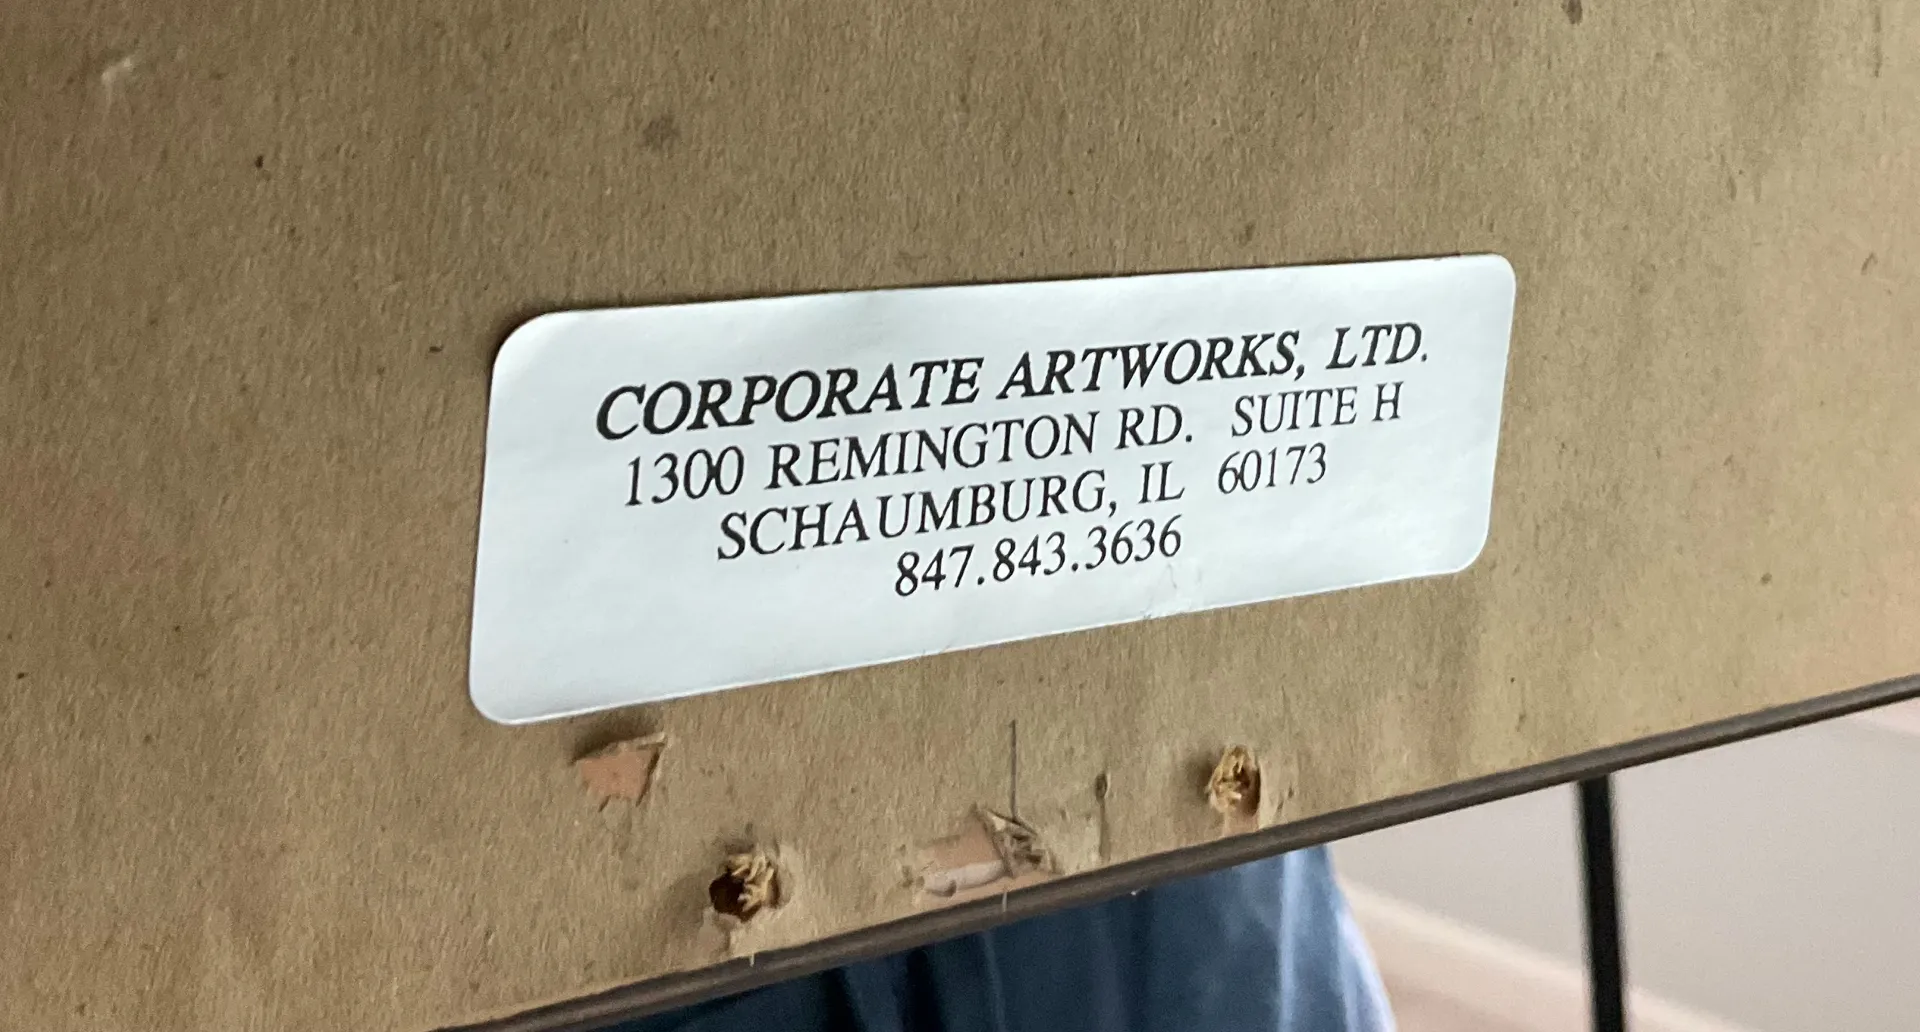 CORPORATE ARTWORKS, LTD.
1300 REMINGTON RD. SUITE H
SCHAUMBURG, IL 60173
847.843.3636